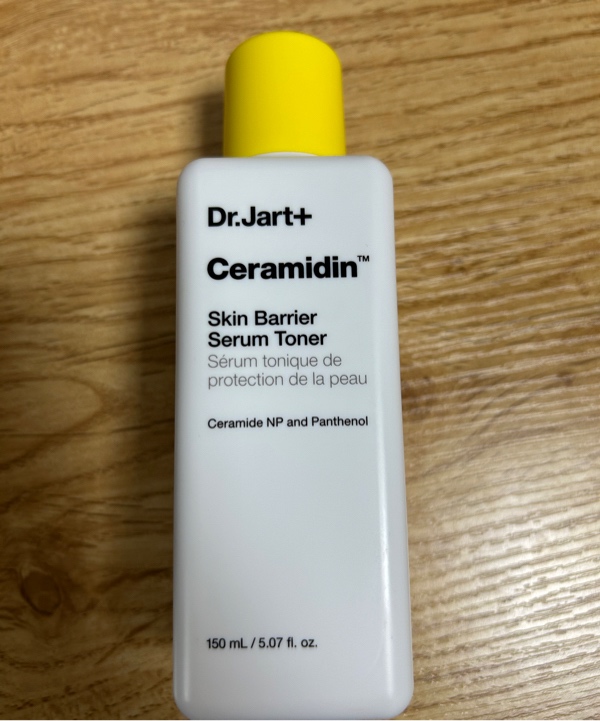 Dr.Jart+
Ceramidin™
Skin Barrier
Serum Toner
Sérum tonique de
protection de la peau
Ceramide NP and Panthenol
150 mL / 5.07 fl. oz.